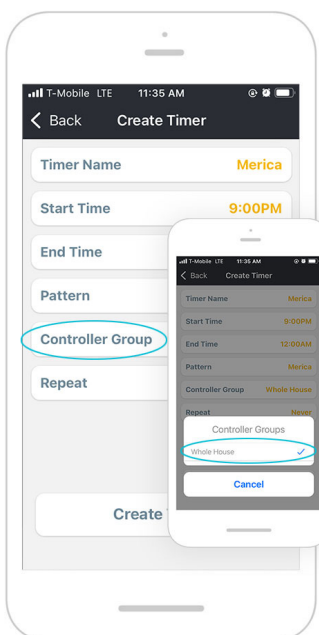 T-Mobile LTE 11:35 AM
Back Create Timer
Timer Name Merica
Start Time 9:00PM
End Time
Pattern
Controller Group
Repeat
Create
T-Mobile LTE 11:35 AM
Back Create Timer
Timer Name Merica
Start Time 9:00PM
End Time 12:00AM
Pattern Merica
Controller Group Whole House
Repeat Never
Controller Groups
Whole House
Cancel